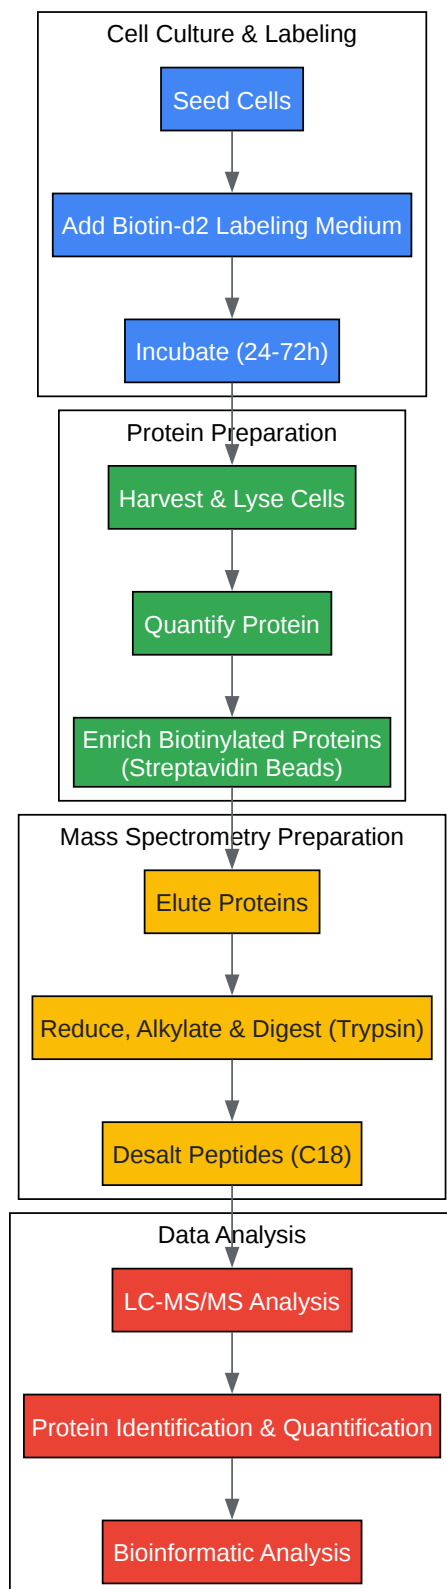 Cell Culture & Labeling
Seed Cells
Add Biotin-d2 Labeling Medium
Incubate (24-72h)
Protein Preparation
Harvest & Lyse Cells
Quantify Protein
Enrich Biotinylated Proteins
(Streptavidin Beads)
Mass Spectrometry Preparation
Elute Proteins
Reduce, Alkylate & Digest (Trypsin)
Desalt Peptides (C18)
Data Analysis
LC-MS/MS Analysis
Protein Identification & Quantification
Bioinformatic Analysis